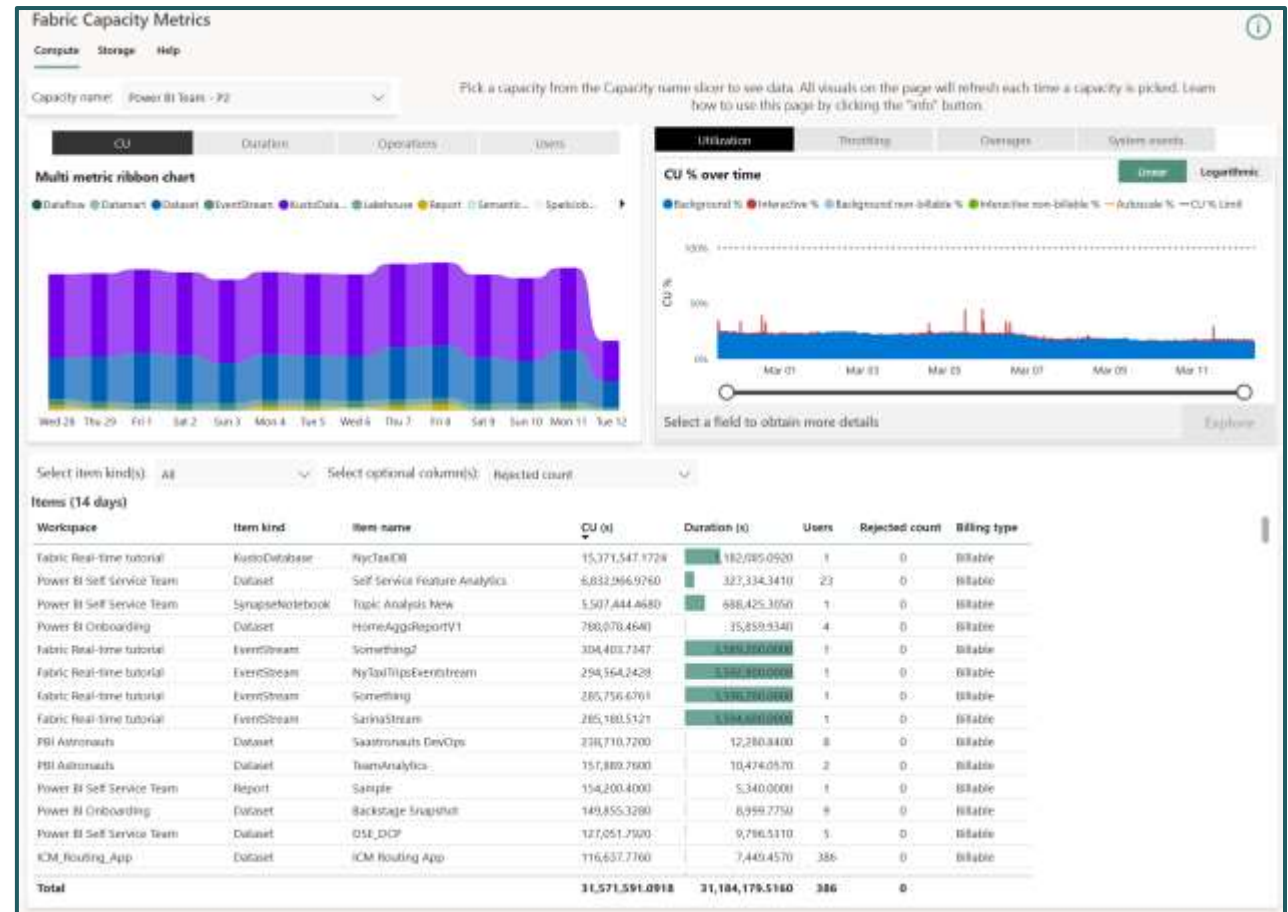 Fabric Capacity Metrics
Compute Storage Help
Capacity name: Power BI Team - P2
Pick a capacity from the Capacity name slicer to see data. All visuals on the page will refresh each time a capacity is picked. Learn
how to use this page by clicking the "info" button.
CU Duration Operations Users
Multi metric ribbon chart
Dataflow Datamart Dataset EventStream KustoData... Lakehouse Report Semantic...
Wed 28 Thu 29 Fri 1 Sat 2 Sun 3 Mon 4 Tue 5 Wed 6 Thu 7 Fri 8 Sat 9 Sun 10 Mon 11 Tue 12
Utilization Throttling Overages System events
CU % over time
Linear Logarithmic
Background % Interactive % Background non-billable % Interactive non-billable % Autoscale % CU % Limit
100%
CU %
50%
0%
Mar 01 Mar 03 Mar 05 Mar 07 Mar 09 Mar 11
Select a field to obtain more details Explore
Select item kind(s): All Select optional column(s): Rejected count
Items (14 days)
Workspace Item kind Item name CU (s) Duration (s) Users Rejected count Billing type
Fabric Real-time tutorial KustoDatabase NycTaxiDB 15,371,547.1724 1 0 Billable
Power BI Self Service Team Dataset Self Service Feature Analytics 6,832,966.9760 327,334.3410 23 0 Billable
Power BI Self Service Team SynapseNotebook Topic Analysis New 5,507,444.4680 688,425.3050 1 0 Billable
Power BI Onboarding Dataset HomeAggsReportV1 780,078.4640 35,859.9340 4 0 Billable
Fabric Real-time tutorial EventStream Something2 304,403.7347 1 0 Billable
Fabric Real-time tutorial EventStream NyTaxiTripsEventstream 294,564.2428 1 0 Billable
Fabric Real-time tutorial EventStream Something 285,756.6761 1 0 Billable
Fabric Real-time tutorial EventStream SarinaStream 285,180.5121 1 0 Billable
PBI Astronauts Dataset Saastronauts DevOps 238,710.7200 12,280.8400 8 0 Billable
PBI Astronauts Dataset TeamAnalytics 157,889.7600 10,474.0570 2 0 Billable
Power BI Self Service Team Report Sample 154,200.4000 5,340.0000 1 0 Billable
Power BI Onboarding Dataset Backstage Snapshot 149,855.3280 8,999.7750 9 0 Billable
Power BI Self Service Team Dataset OSE_DCP 127,051.7920 9,796.5310 5 0 Billable
ICM_Routing_App Dataset ICM Routing App 116,637.7760 7,449.4570 386 0 Billable
Total 31,571,591.0918 31,184,179.5160 386 0